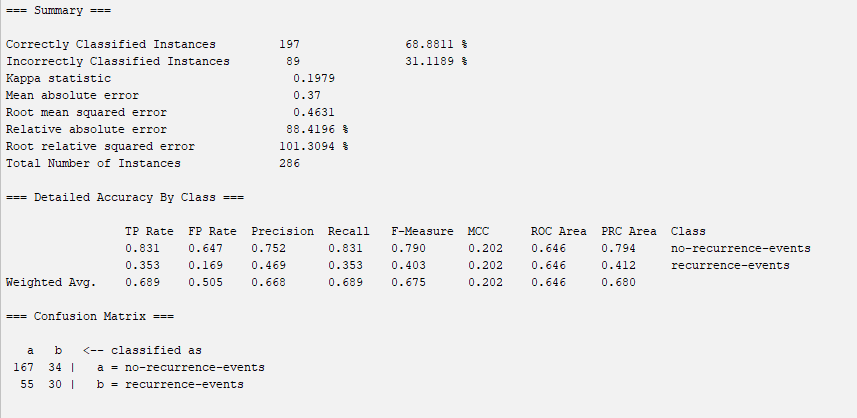 === Summary ===
Correctly Classified Instances 197 68.8811 %
Incorrectly Classified Instances 89 31.1189 %
Kappa statistic 0.1979
Mean absolute error 0.37
Root mean squared error 0.4631
Relative absolute error 88.4196 %
Root relative squared error 101.3094 %
Total Number of Instances 286
=== Detailed Accuracy By Class ===
TP Rate FP Rate Precision Recall F-Measure MCC ROC Area PRC Area Class
0.831 0.647 0.752 0.831 0.790 0.202 0.646 0.794 no-recurrence-events
0.353 0.169 0.469 0.353 0.403 0.202 0.646 0.412 recurrence-events
Weighted Avg. 0.689 0.505 0.668 0.689 0.675 0.202 0.646 0.680
=== Confusion Matrix ===
a b <-- classified as
167 34 | a = no-recurrence-events
55 30 | b = recurrence-events